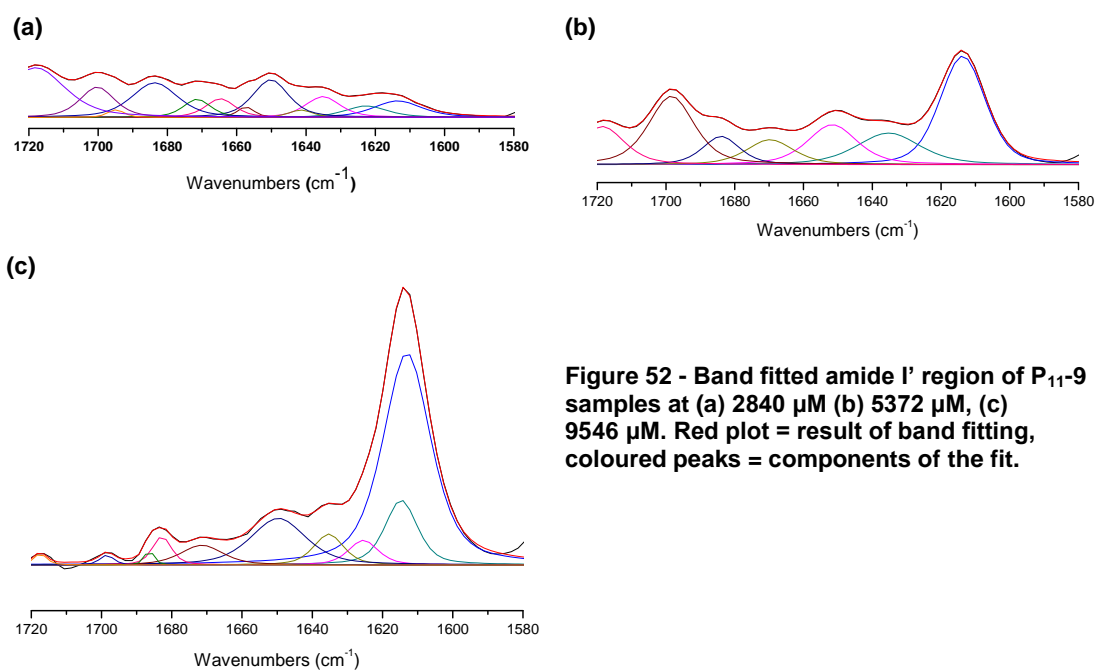 (a)
1720 1700 1680 1660 1640 1620 1600 1580
Wavenumbers (cm⁻¹)
(b)
1720 1700 1680 1660 1640 1620 1600 1580
Wavenumbers (cm⁻¹)
(c)
1720 1700 1680 1660 1640 1620 1600 1580
Wavenumbers (cm⁻¹)
Figure 52 - Band fitted amide I’ region of P₁₁-9
samples at (a) 2840 µM (b) 5372 µM, (c)
9546 µM. Red plot = result of band fitting,
coloured peaks = components of the fit.